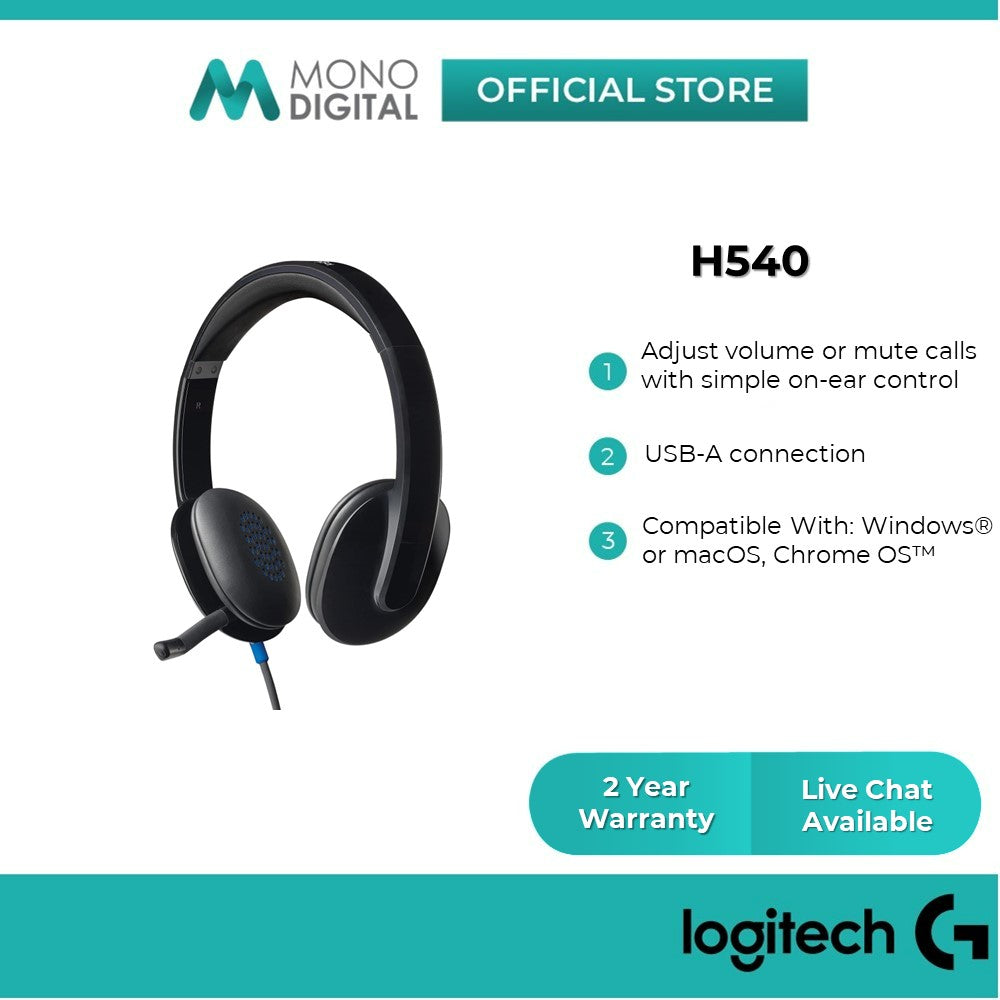 MONO
DIGITAL
OFFICIAL STORE
H540
1
Adjust volume or mute calls
with simple on-ear control
R
2
USB-A connection
3
Compatible With: Windows®
or macOS, Chrome OS™
2 Year
Warranty
Live Chat
Available
logitech G